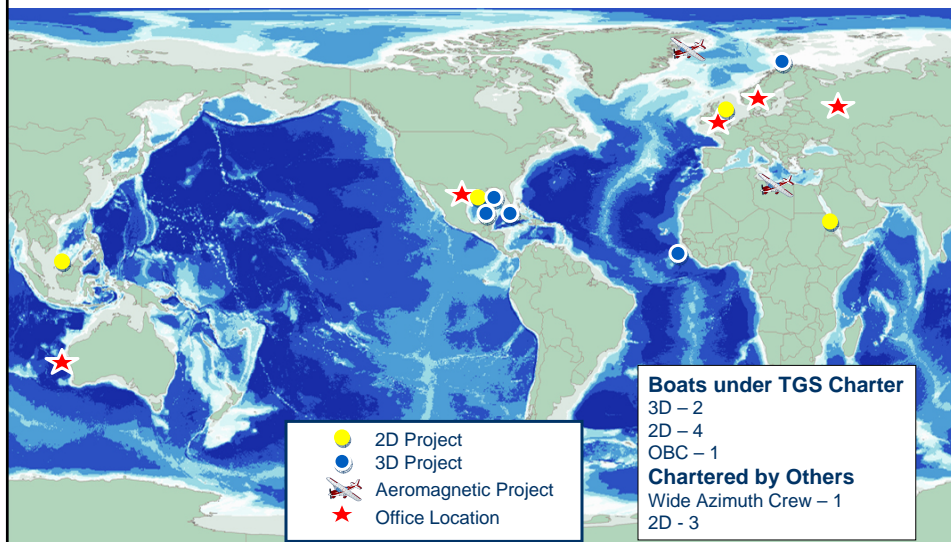 2D Project
3D Project
Aeromagnetic Project
Office Location
Boats under TGS Charter
3D – 2
2D – 4
OBC – 1
Chartered by Others
Wide Azimuth Crew – 1
2D - 3